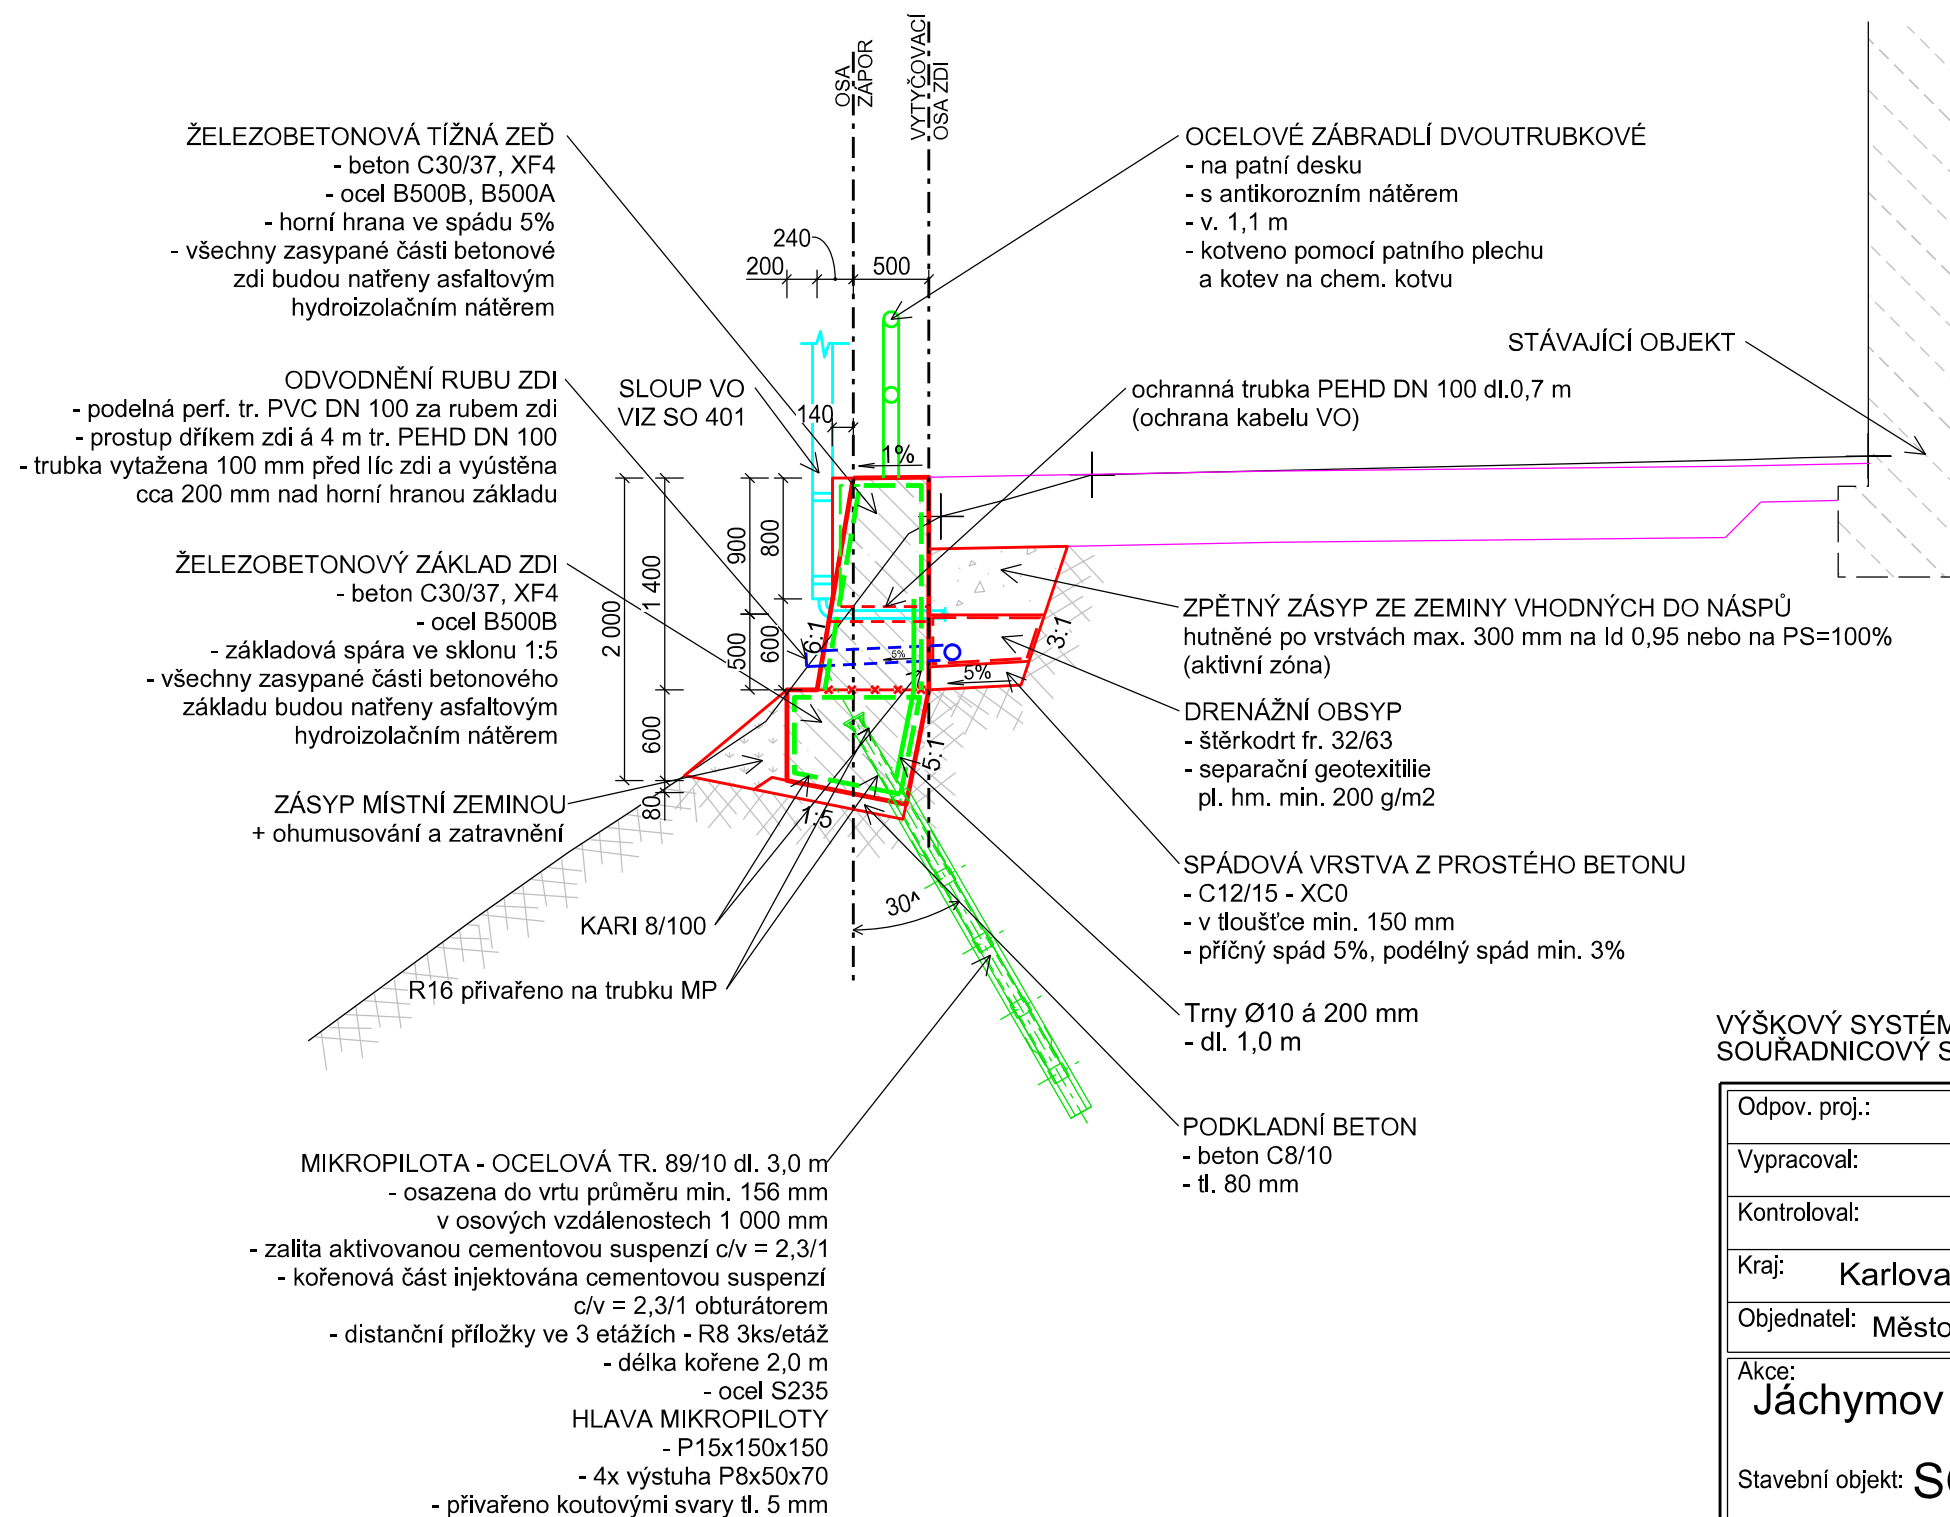 OSA
ZÁPOR
VYTYČOVACÍ
OSA ZDI
ŽELEZOBETONOVÁ TÍŽNÁ ZEĎ
- beton C30/37, XF4
- ocel B500B, B500A
- horní hrana ve spádu 5%
- všechny zasypané části betonové
zdi budou natřeny asfaltovým
hydroizolačním nátěrem
OCELOVÉ ZÁBRADLÍ DVOUTRUBKOVÉ
- na patní desku
- s antikorozním nátěrem
- v. 1,1 m
- kotveno pomocí patního plechu
a kotev na chem. kotvu
240
200
500
STÁVAJÍCÍ OBJEKT
ODVODNĚNÍ RUBU ZDI
- podelná perf. tr. PVC DN 100 za rubem zdi
- prostup dříkem zdi á 4 m tr. PEHD DN 100
- trubka vytažena 100 mm před líc zdi a vyústěna
cca 200 mm nad horní hranou základu
SLOUP VO
VIZ SO 401
140
ochranná trubka PEHD DN 100 dl.0,7 m
(ochrana kabelu VO)
1%
2 000
1 400
900
800
500
600
600
80
6:1
5%
5%
3:1
5:1
1:5
ŽELEZOBETONOVÝ ZÁKLAD ZDI
- beton C30/37, XF4
- ocel B500B
- základová spára ve sklonu 1:5
- všechny zasypané části betonového
základu budou natřeny asfaltovým
hydroizolačním nátěrem
ZPĚTNÝ ZÁSYP ZE ZEMINY VHODNÝCH DO NÁSPŮ
hutněné po vrstvách max. 300 mm na Id 0,95 nebo na PS=100%
(aktivní zóna)
DRENÁŽNÍ OBSYP
- štěrkodrt fr. 32/63
- separační geotexitilie
pl. hm. min. 200 g/m2
ZÁSYP MÍSTNÍ ZEMINOU
+ ohumusování a zatravnění
SPÁDOVÁ VRSTVA Z PROSTÉHO BETONU
- C12/15 - XC0
- v tloušťce min. 150 mm
- příčný spád 5%, podélný spád min. 3%
KARI 8/100
30^
R16 přivařeno na trubku MP
Trny Ø10 á 200 mm
- dl. 1,0 m
PODKLADNÍ BETON
- beton C8/10
- tl. 80 mm
MIKROPILOTA - OCELOVÁ TR. 89/10 dl. 3,0 m
- osazena do vrtu průměru min. 156 mm
v osových vzdálenostech 1 000 mm
- zalita aktivovanou cementovou suspenzí c/v = 2,3/1
- kořenová část injektována cementovou suspenzí
c/v = 2,3/1 obturátorem
- distanční příložky ve 3 etážích - R8 3ks/etáž
- délka kořene 2,0 m
- ocel S235
HLAVA MIKROPILOTY
- P15x150x150
- 4x výstuha P8x50x70
- přivařeno koutovými svary tl. 5 mm
VÝŠKOVÝ SYSTÉM
SOUŘADNICOVÝ S
Odpov. proj.:
Vypracoval:
Kontroloval:
Kraj: Karlova
Objednatel: Město
Akce:
Jáchymov
Stavební objekt: SO